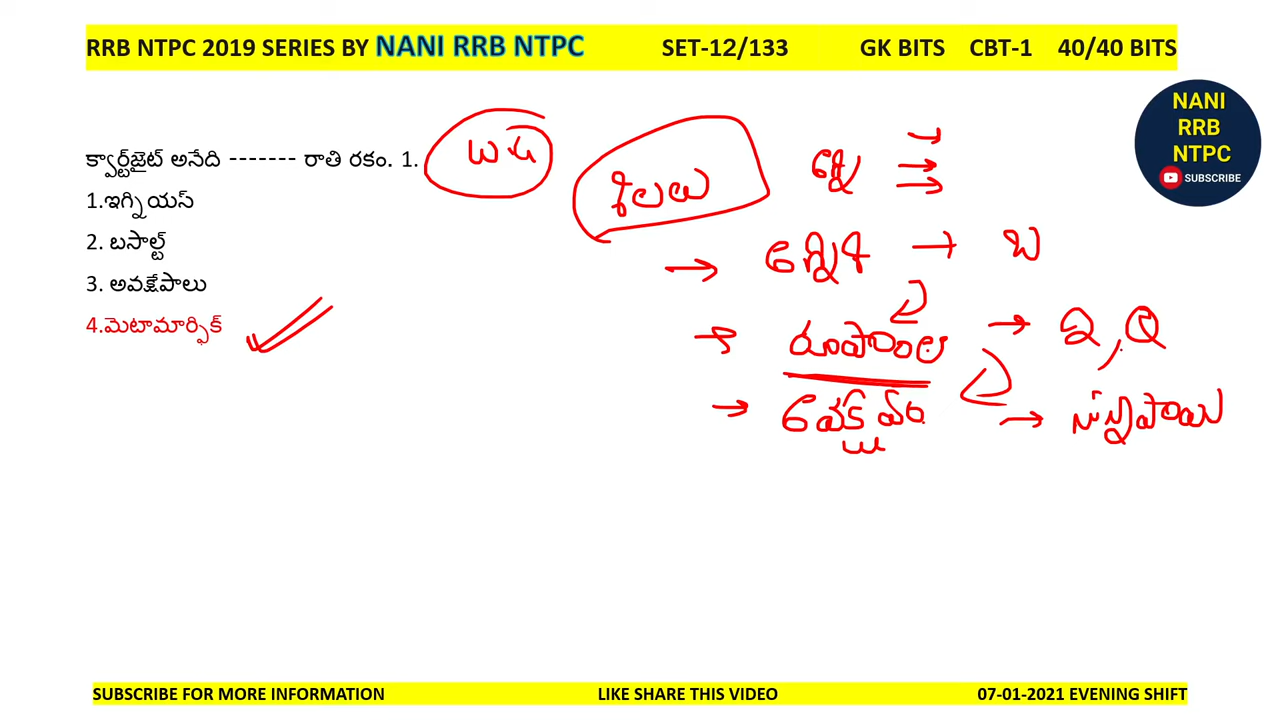 RRB NTPC 2019 SERIES BY NANI RRB NTPC SET-12/133 GK BITS CBT-1 40/40 BITS
NANI
RRB
NTPC
SUBSCRIBE
క్వార్ట్‌జైట్ అనేది ------- రాతి రకం. 1.
1.ఇగ్నియస్
2. బసాల్ట్
3. అవక్షేపాలు
4.మెటామార్ఫిక్
శిలలు
→ → →
→ అగ్ని శి → బ
→ రూపాంతర → Q
→ అవక్షేపం → సున్నపురాయి
SUBSCRIBE FOR MORE INFORMATION LIKE SHARE THIS VIDEO 07-01-2021 EVENING SHIFT